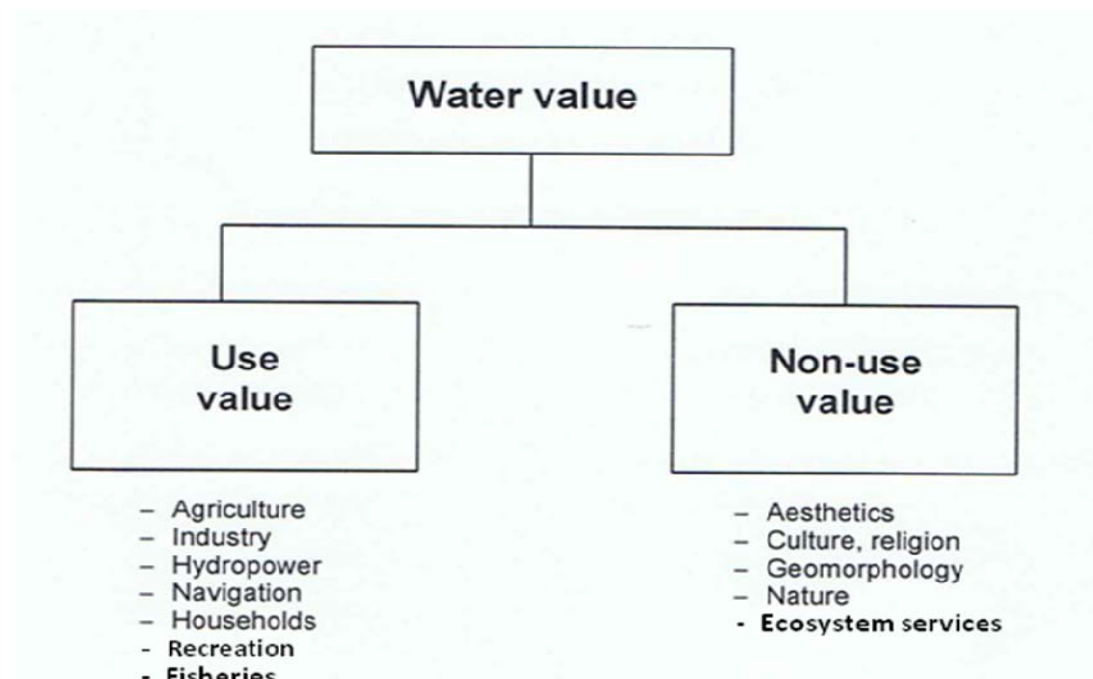 Water value
Use
value
– Agriculture
– Industry
– Hydropower
– Navigation
– Households
- Recreation
- Fisheries
Non-use
value
– Aesthetics
– Culture, religion
– Geomorphology
– Nature
- Ecosystem services